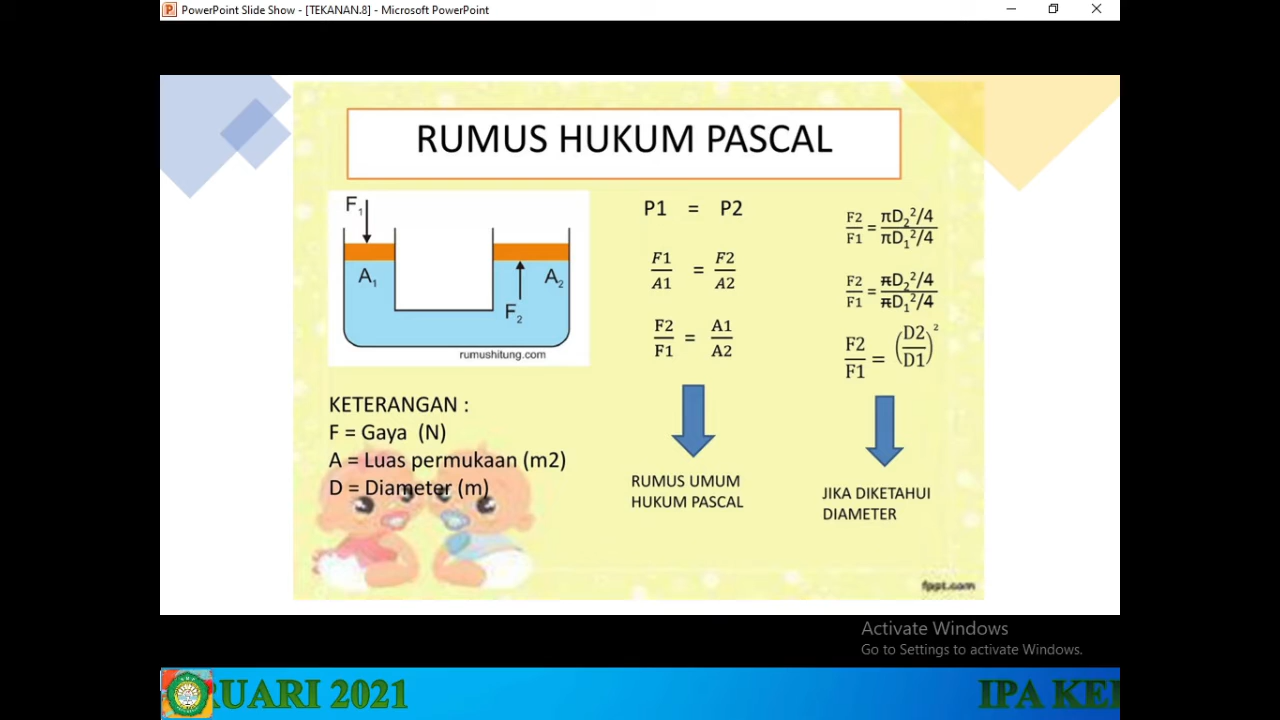 PowerPoint Slide Show - [TEKANAN.8] - Microsoft PowerPoint
RUMUS HUKUM PASCAL
F₁
A₁
A₂
F₂
rumushitung.com
KETERANGAN :
F = Gaya (N)
A = Luas permukaan (m2)
D = Diameter (m)
P1 = P2
F1/A1 = F2/A2
F2/F1 = A1/A2
RUMUS UMUM
HUKUM PASCAL
F2/F1 = πD₂²/4 / πD₁²/4
F2/F1 = πD₂²/4 / πD₁²/4
F2/F1 = (D2/D1)²
JIKA DIKETAHUI
DIAMETER
fppt.com
Activate Windows
Go to Settings to activate Windows.
RUARI 2021
IPA KE